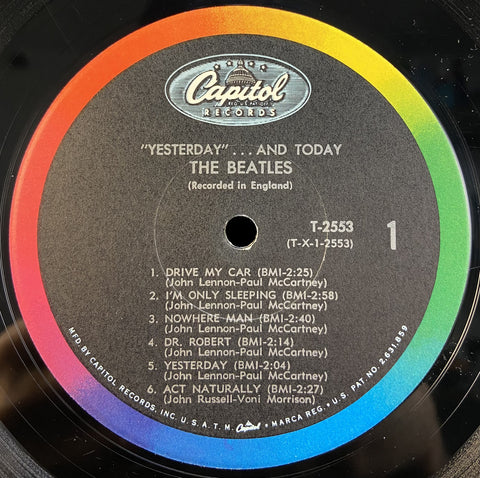 Capitol
REG. U.S. PAT. OFF.
RECORDS
"YESTERDAY" . . . AND TODAY
THE BEATLES
(Recorded in England)
T-2553
(T-X-1-2553)
1
1. DRIVE MY CAR (BMI-2:25)
(John Lennon-Paul McCartney)
2. I'M ONLY SLEEPING (BMI-2:58)
(John Lennon-Paul McCartney)
3. NOWHERE MAN (BMI-2:40)
(John Lennon-Paul McCartney)
4. DR. ROBERT (BMI-2:14)
(John Lennon-Paul McCartney)
5. YESTERDAY (BMI-2:04)
(John Lennon-Paul McCartney)
6. ACT NATURALLY (BMI-2:27)
(John Russell-Voni Morrison)
MFD. BY CAPITOL RECORDS, INC. U. S. A. T. M. Capitol MARCA REG. • U. S. PAT. NO. 2,631,859